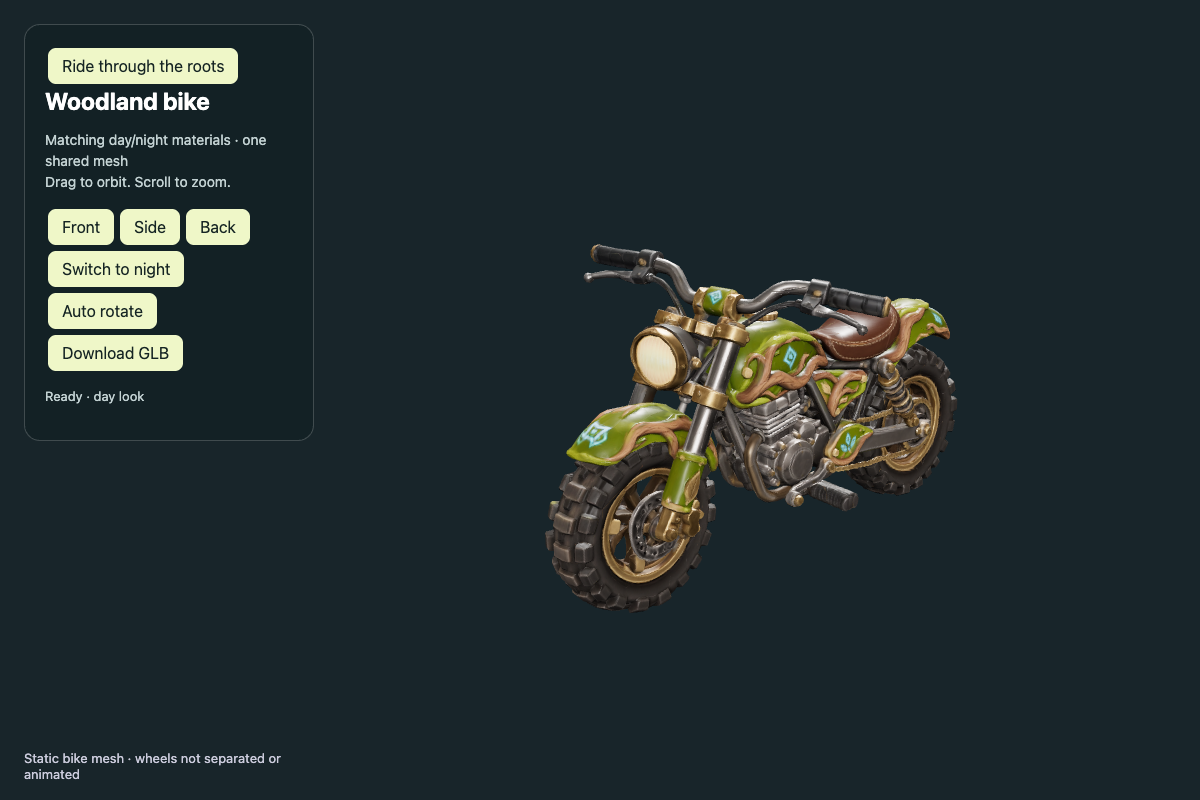 Ride through the roots
Woodland bike
Matching day/night materials · one
shared mesh
Drag to orbit. Scroll to zoom.
Front Side Back
Switch to night
Auto rotate
Download GLB
Ready · day look
Static bike mesh · wheels not separated or
animated